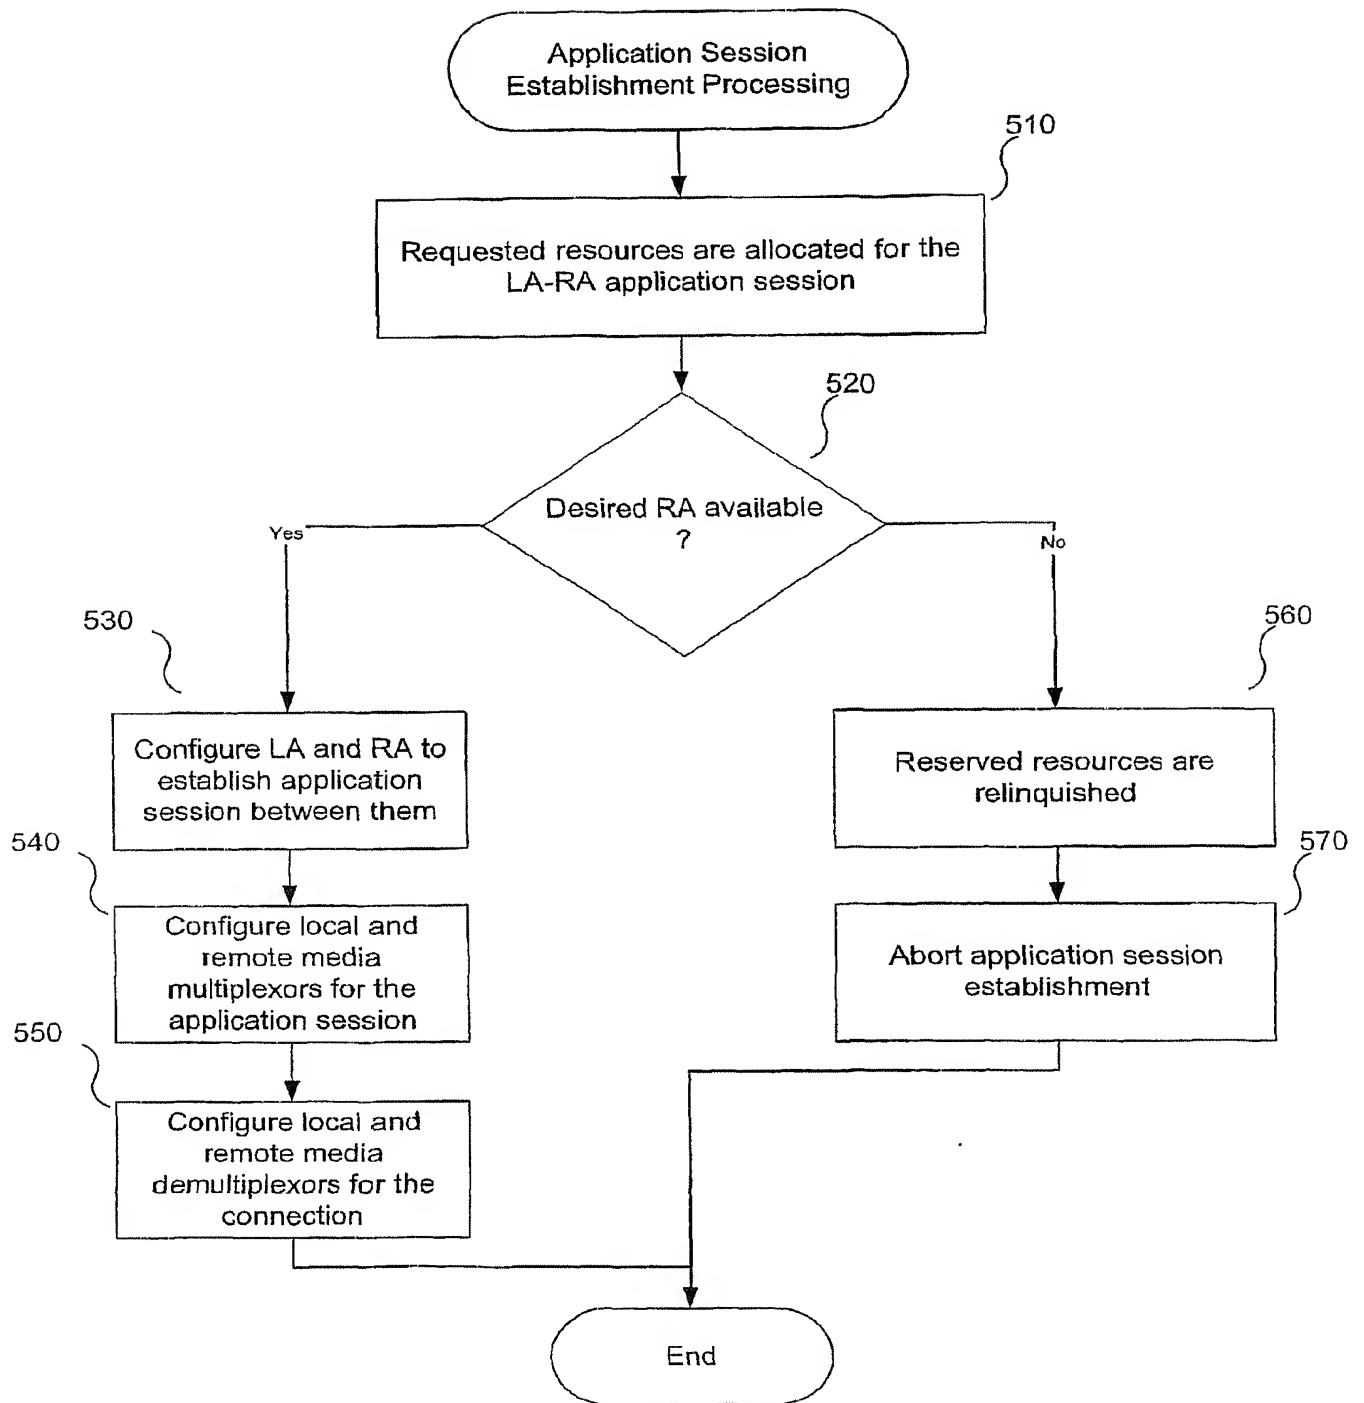 Application Session
Establishment Processing
510
Requested resources are allocated for the
LA-RA application session
520
Desired RA available
?
Yes
No
530
560
Configure LA and RA to
establish application
session between them
Reserved resources are
relinquished
540
570
Configure local and
remote media
multiplexors for the
application session
Abort application session
establishment
550
Configure local and
remote media
demultiplexors for the
connection
End